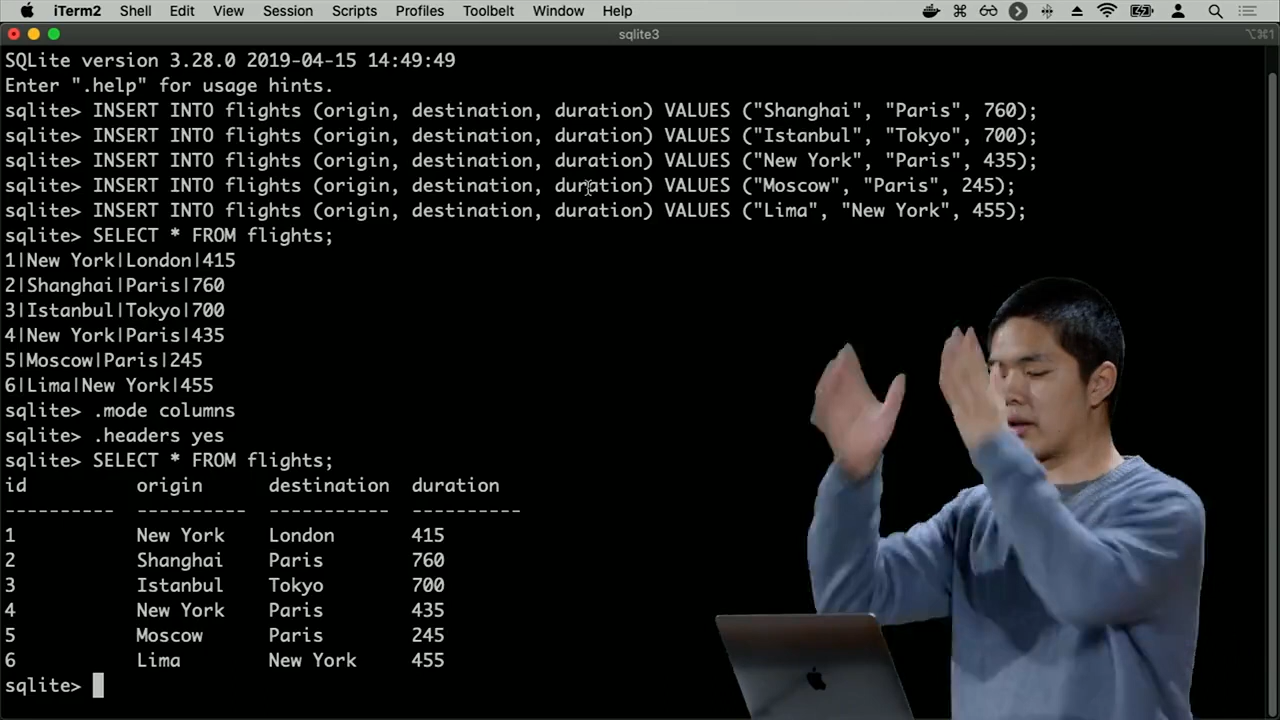 iTerm2 Shell Edit View Session Scripts Profiles Toolbelt Window Help
sqlite3
⌥⌘1
SQLite version 3.28.0 2019-04-15 14:49:49
Enter ".help" for usage hints.
sqlite> INSERT INTO flights (origin, destination, duration) VALUES ("Shanghai", "Paris", 760);
sqlite> INSERT INTO flights (origin, destination, duration) VALUES ("Istanbul", "Tokyo", 700);
sqlite> INSERT INTO flights (origin, destination, duration) VALUES ("New York", "Paris", 435);
sqlite> INSERT INTO flights (origin, destination, duration) VALUES ("Moscow", "Paris", 245);
sqlite> INSERT INTO flights (origin, destination, duration) VALUES ("Lima", "New York", 455);
sqlite> SELECT * FROM flights;
1|New York|London|415
2|Shanghai|Paris|760
3|Istanbul|Tokyo|700
4|New York|Paris|435
5|Moscow|Paris|245
6|Lima|New York|455
sqlite> .mode columns
sqlite> .headers yes
sqlite> SELECT * FROM flights;
id origin destination duration
---------- ---------- ----------- ----------
1 New York London 415
2 Shanghai Paris 760
3 Istanbul Tokyo 700
4 New York Paris 435
5 Moscow Paris 245
6 Lima New York 455
sqlite>